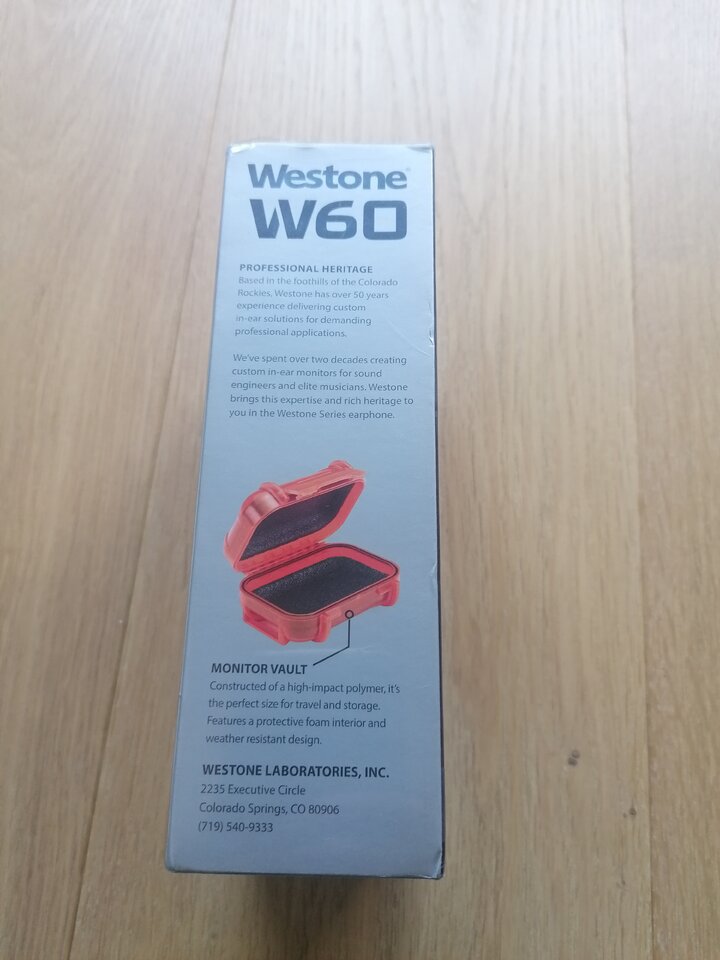 Westone®
W60
PROFESSIONAL HERITAGE
Based in the foothills of the Colorado
Rockies, Westone has over 50 years
experience delivering custom
in-ear solutions for demanding
professional applications.
We've spent over two decades creating
custom in-ear monitors for sound
engineers and elite musicians. Westone
brings this expertise and rich heritage to
you in the Westone Series earphone.
MONITOR VAULT
Constructed of a high-impact polymer, it's
the perfect size for travel and storage.
Features a protective foam interior and
weather resistant design.
WESTONE LABORATORIES, INC.
2235 Executive Circle
Colorado Springs, CO 80906
(719) 540-9333